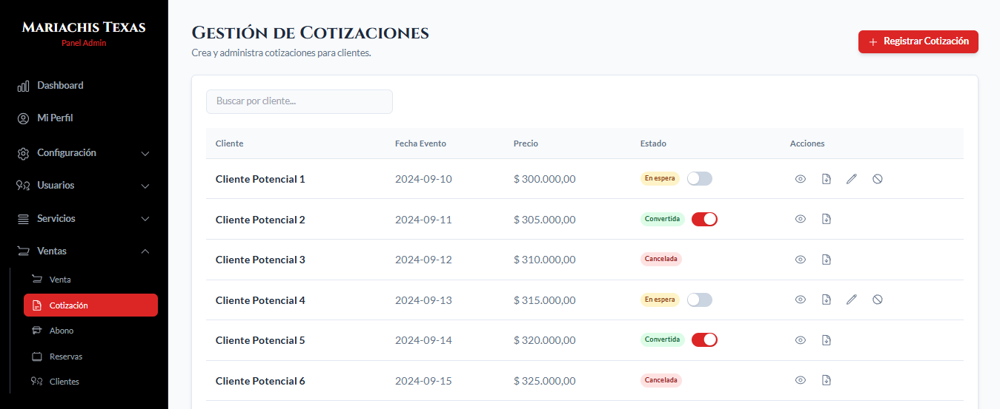 Mariachis Texas
Panel Admin
Dashboard
Mi Perfil
Configuración
Usuarios
Servicios
Ventas
Venta
Cotización
Abono
Reservas
Clientes
Gestión de Cotizaciones
Crea y administra cotizaciones para clientes.
+ Registrar Cotización
Buscar por cliente...
Cliente Fecha Evento Precio Estado Acciones
Cliente Potencial 1 2024-09-10 $ 300.000,00 En espera
Cliente Potencial 2 2024-09-11 $ 305.000,00 Convertida
Cliente Potencial 3 2024-09-12 $ 310.000,00 Cancelada
Cliente Potencial 4 2024-09-13 $ 315.000,00 En espera
Cliente Potencial 5 2024-09-14 $ 320.000,00 Convertida
Cliente Potencial 6 2024-09-15 $ 325.000,00 Cancelada